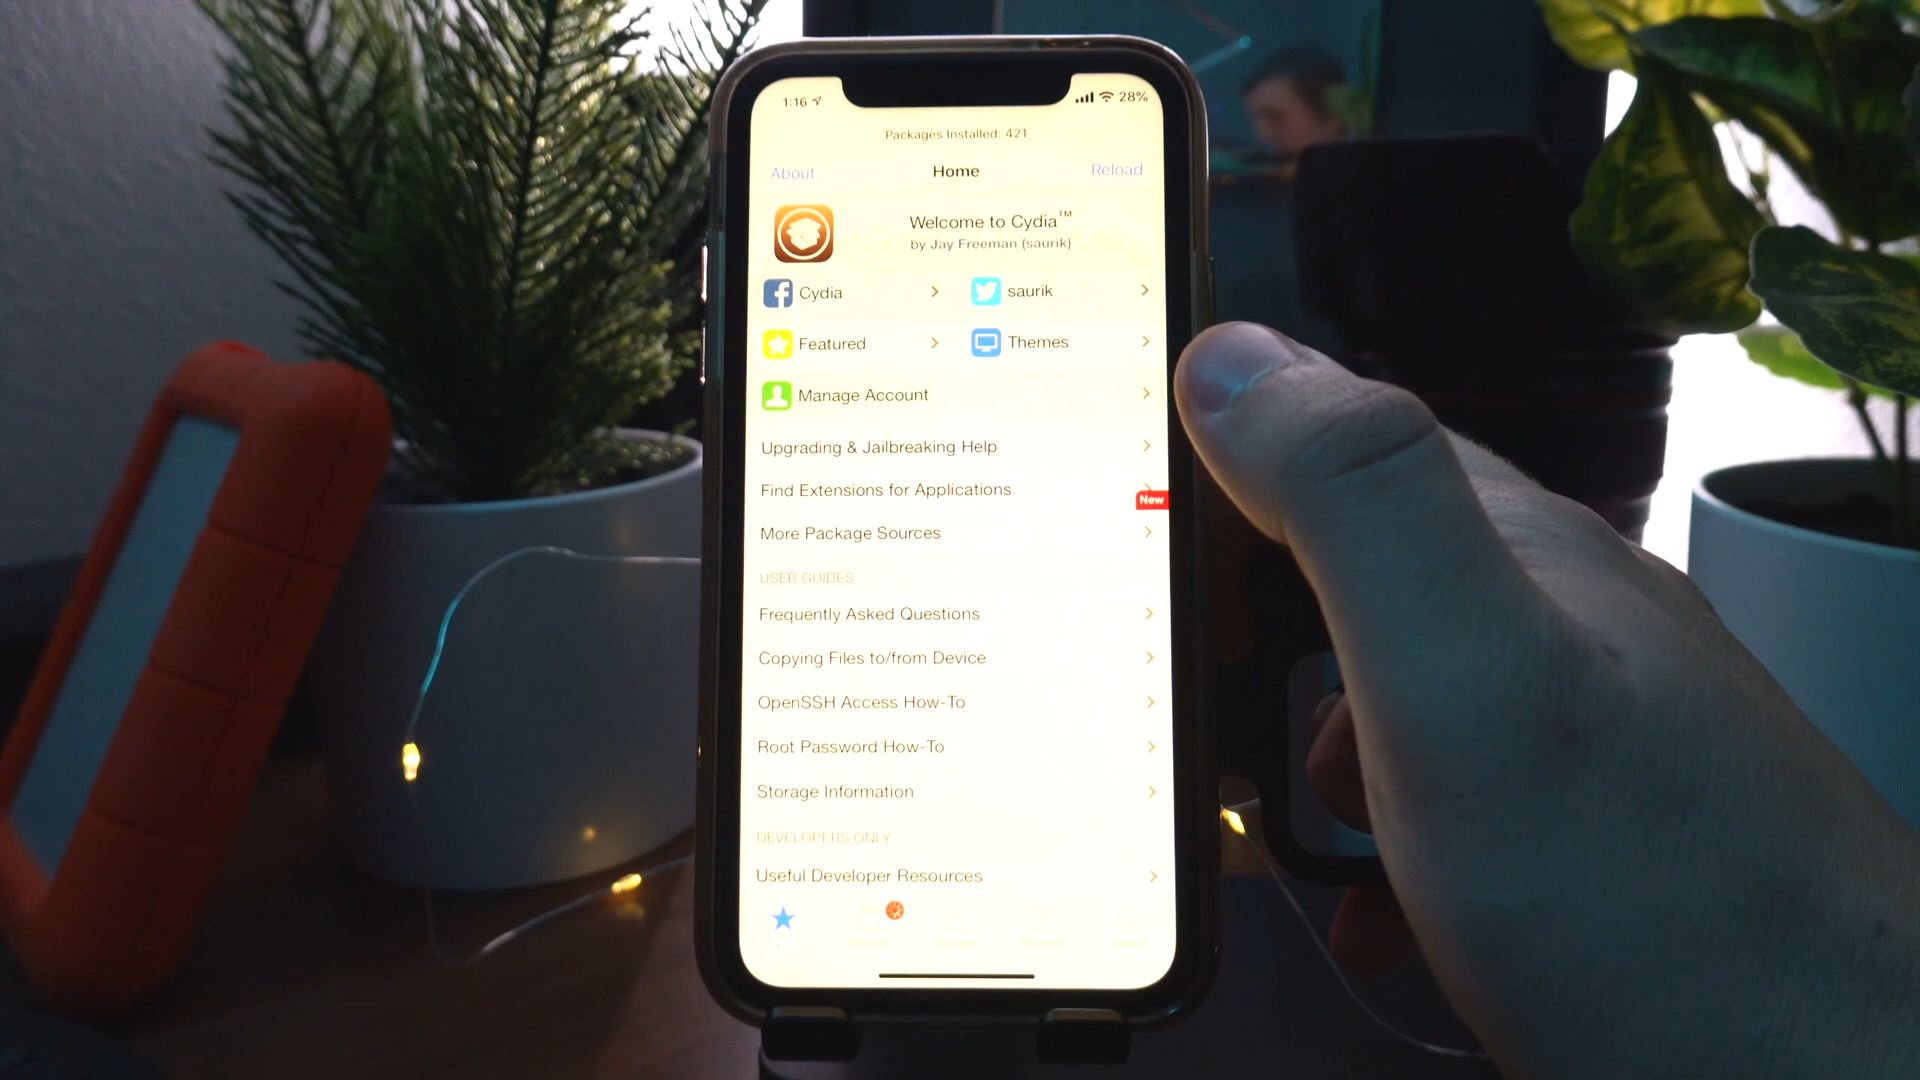 1:16
28%
Packages Installed: 421
About
Home
Reload
Welcome to Cydia™
by Jay Freeman (saurik)
Cydia
saurik
Featured
Themes
Manage Account
Upgrading & Jailbreaking Help
Find Extensions for Applications
New
More Package Sources
USER GUIDES
Frequently Asked Questions
Copying Files to/from Device
OpenSSH Access How-To
Root Password How-To
Storage Information
DEVELOPERS ONLY
Useful Developer Resources